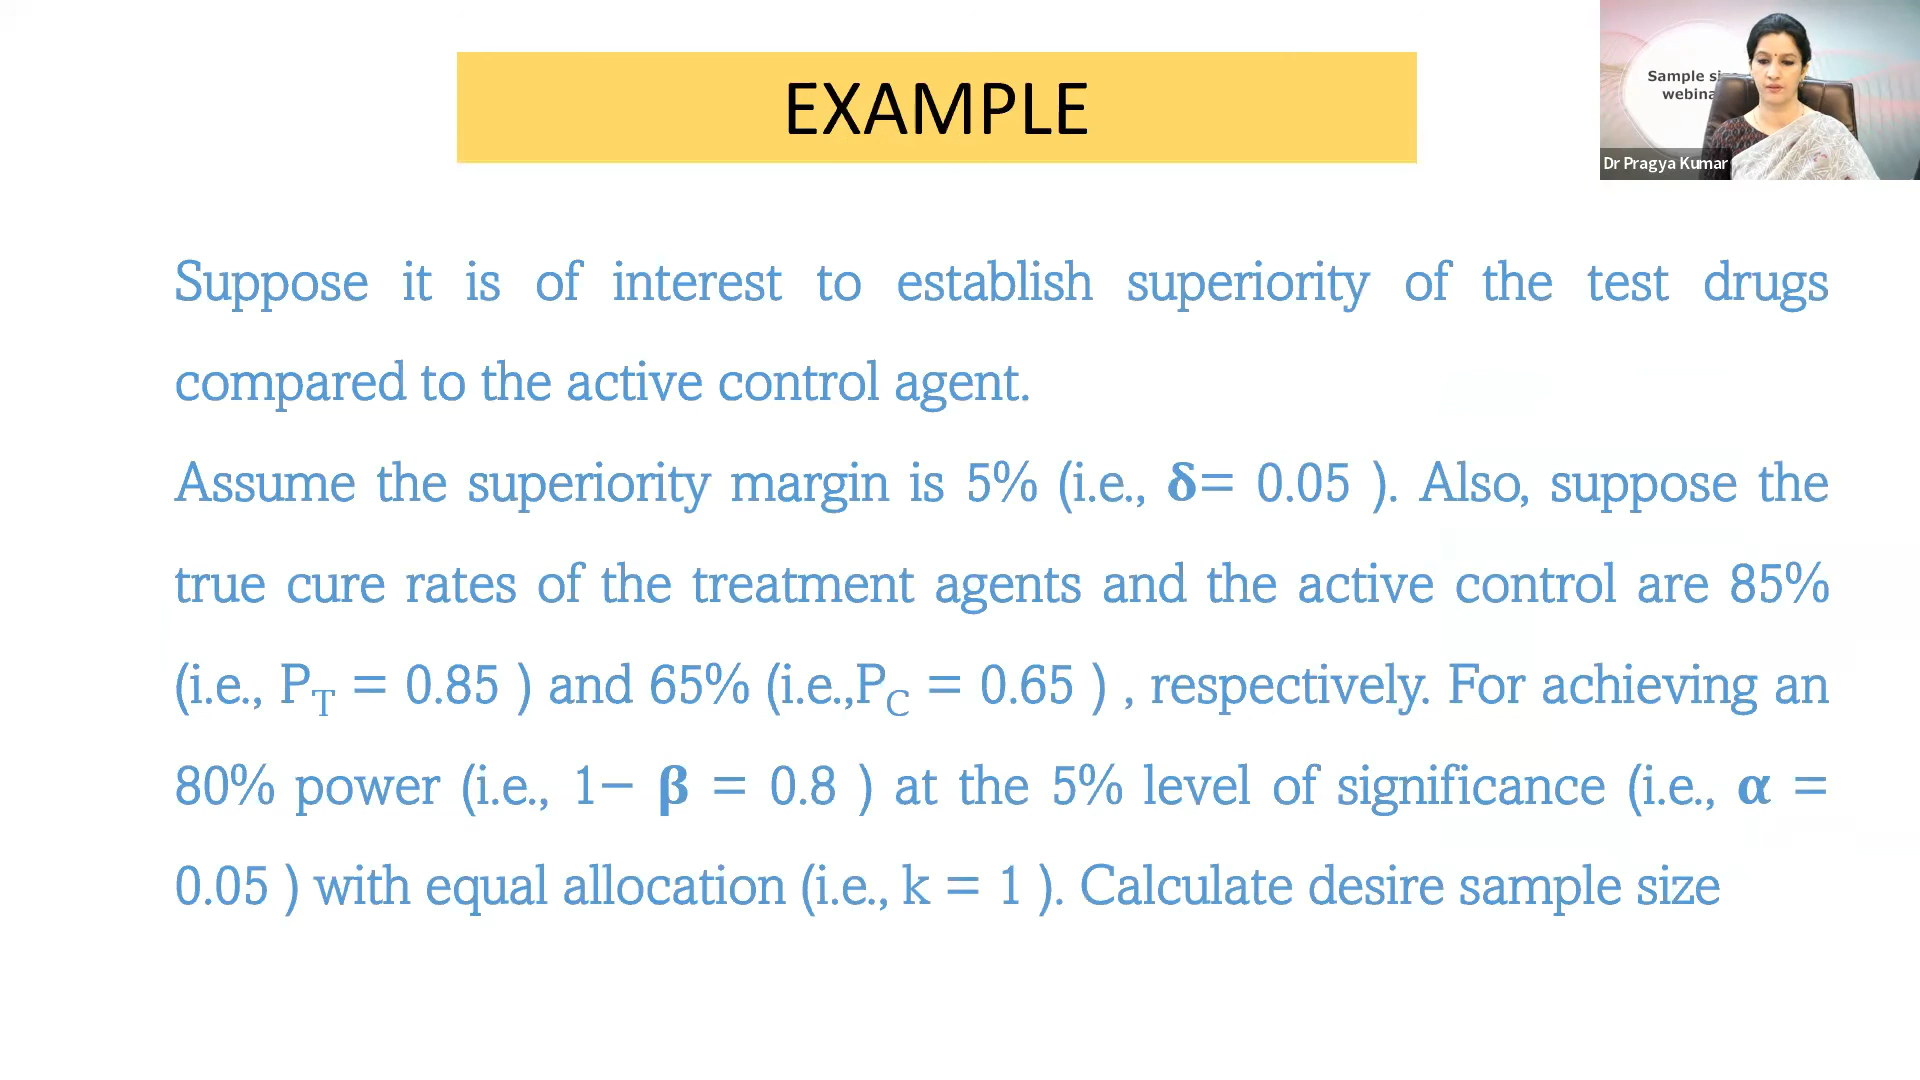 EXAMPLE
Sample si
webina
Dr Pragya Kumar
Suppose it is of interest to establish superiority of the test drugs
compared to the active control agent.
Assume the superiority margin is 5% (i.e., δ= 0.05 ). Also, suppose the
true cure rates of the treatment agents and the active control are 85%
(i.e., P_T = 0.85 ) and 65% (i.e.,P_C = 0.65 ) , respectively. For achieving an
80% power (i.e., 1− β = 0.8 ) at the 5% level of significance (i.e., α =
0.05 ) with equal allocation (i.e., k = 1 ). Calculate desire sample size